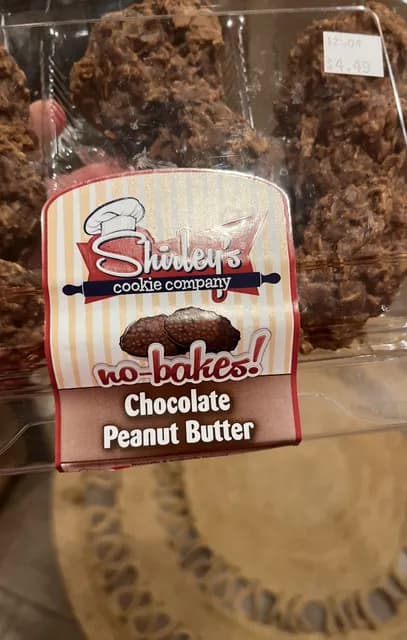 $4.49
Shirley's
cookie company
no-bakes!
Chocolate
Peanut Butter